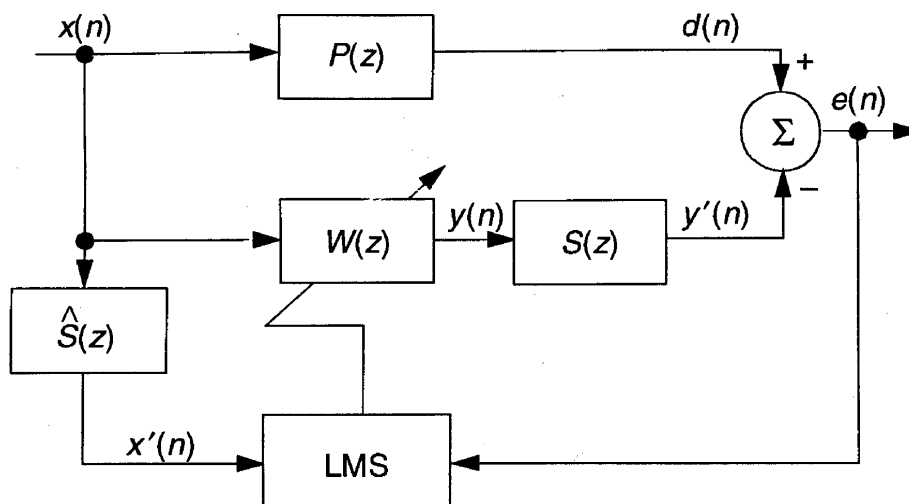 x(n)
P(z)
d(n)
+
Σ
e(n)
W(z)
y(n)
S(z)
y′(n)
−
Ŝ(z)
x′(n)
LMS